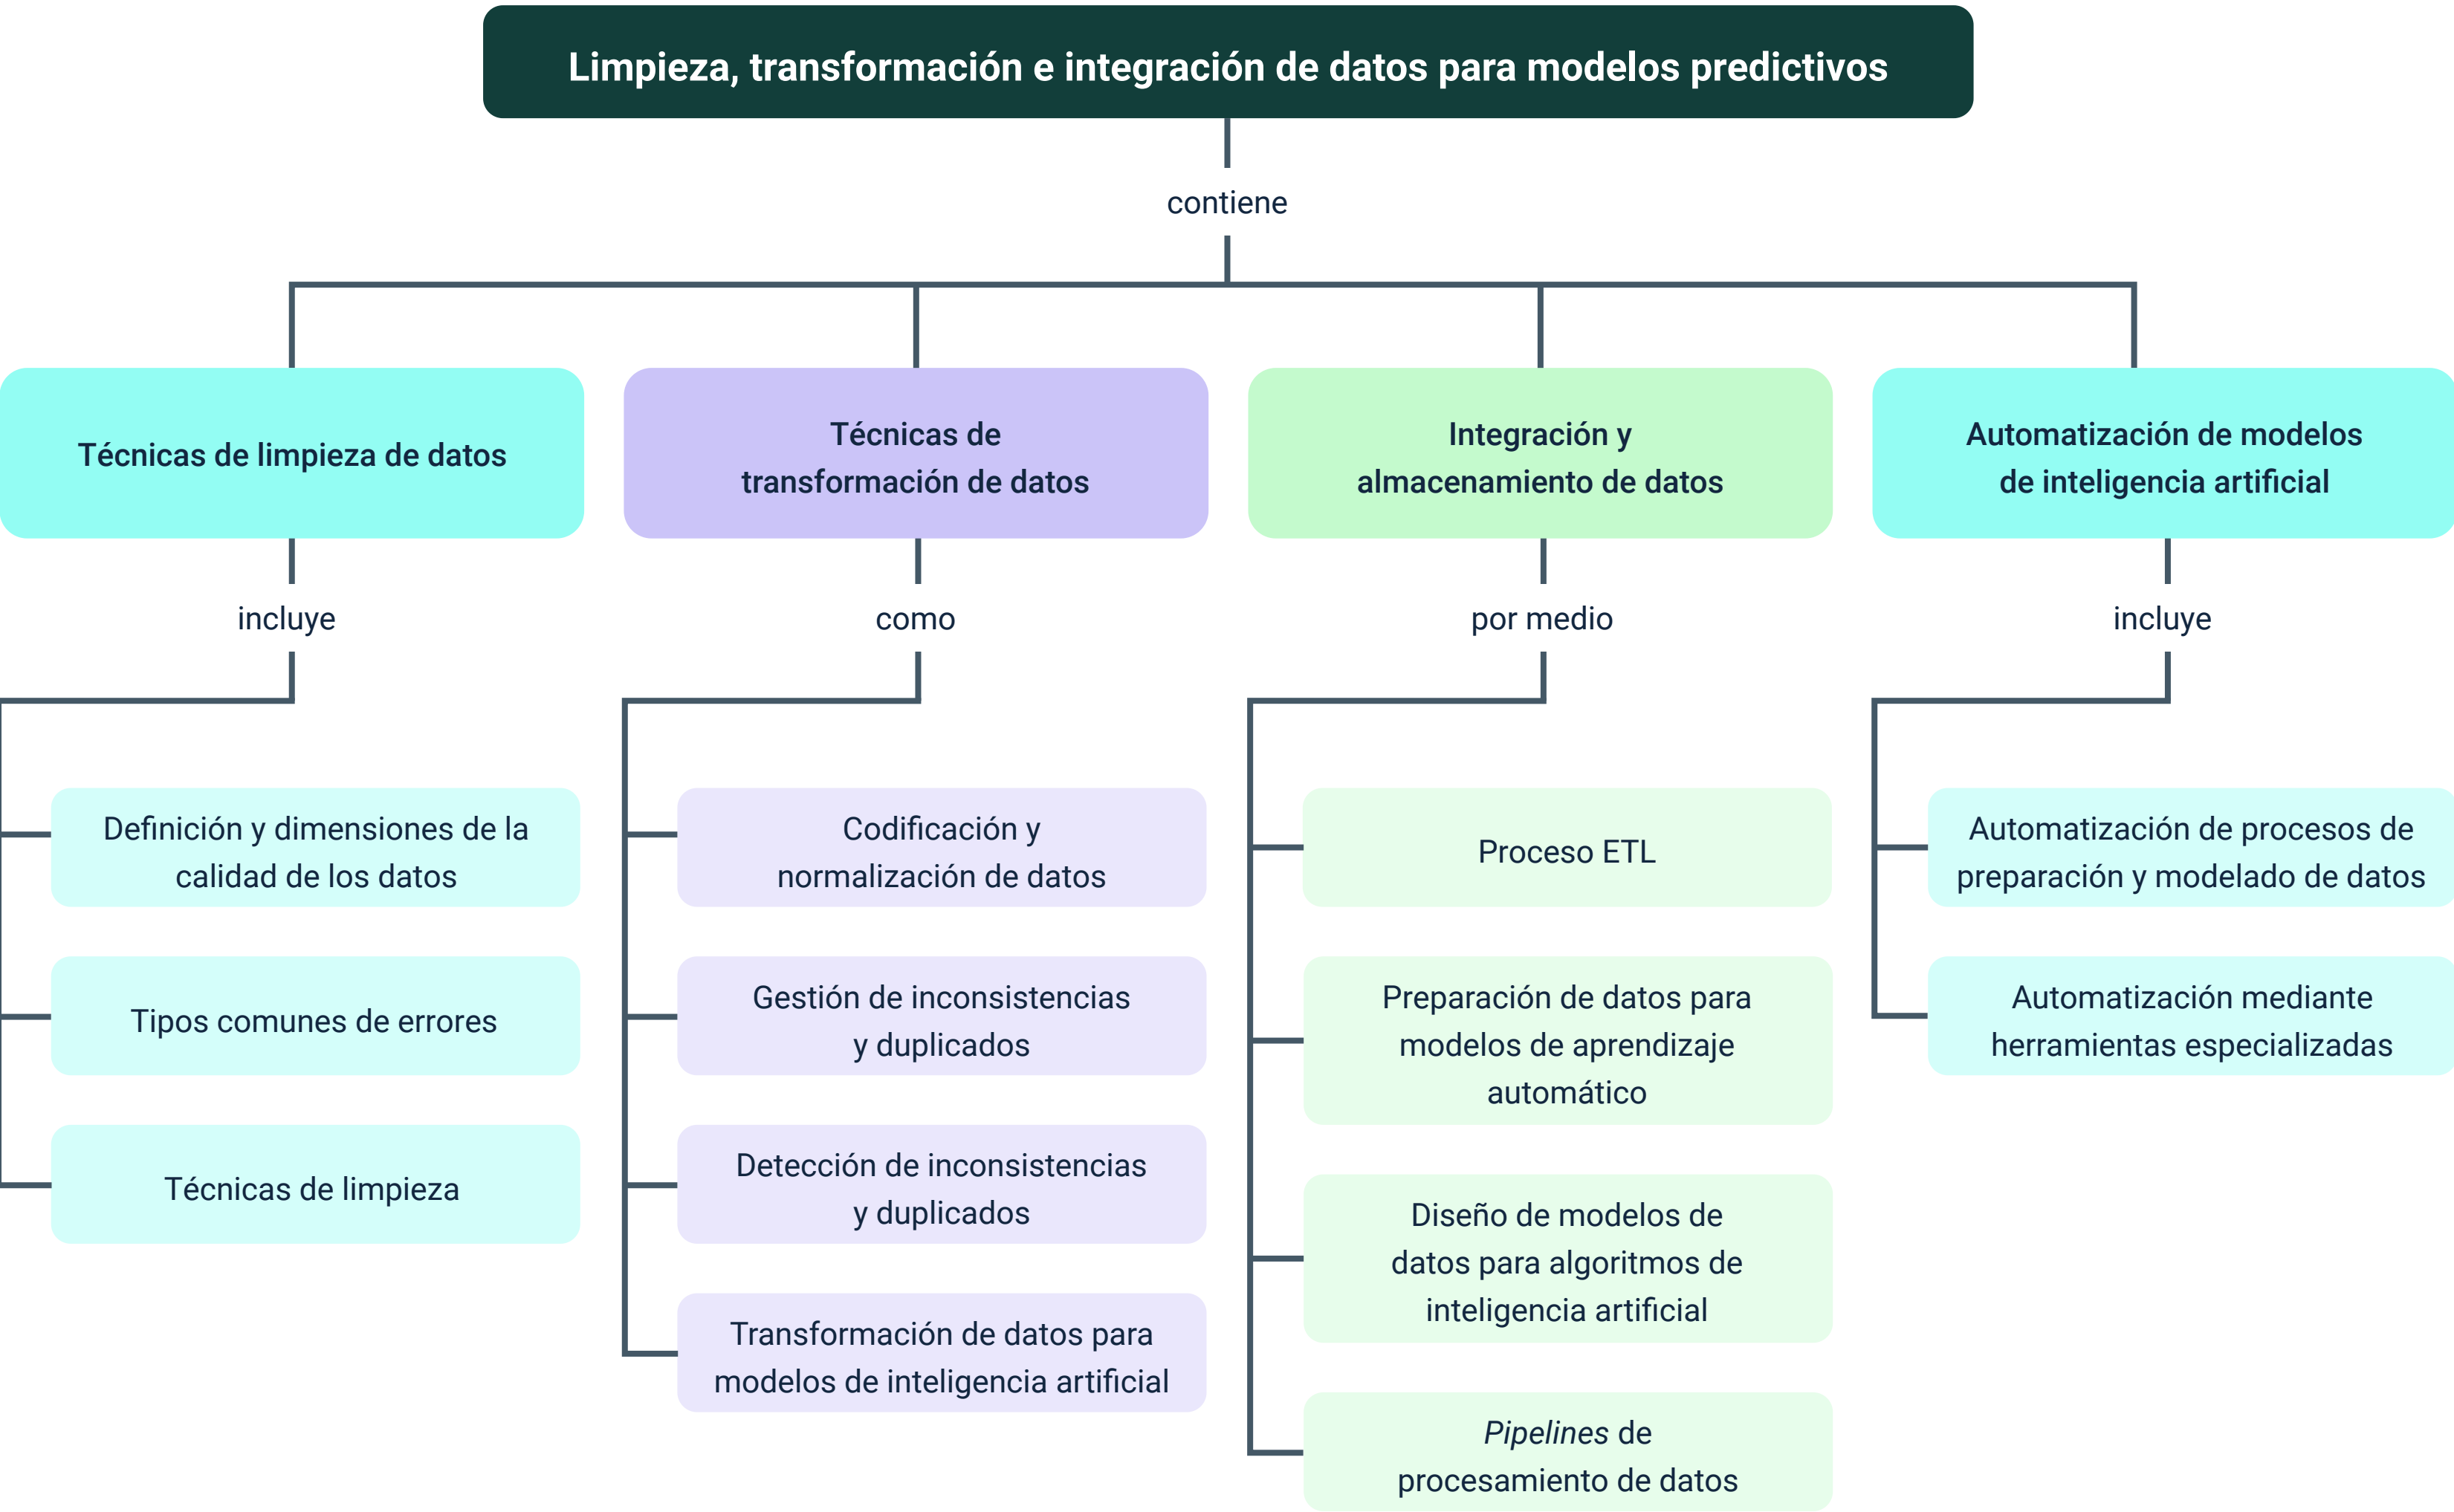 Limpieza, transformación e integración de datos para modelos predictivos
contiene
Técnicas de limpieza de datos
incluye
Definición y dimensiones de la
calidad de los datos
Tipos comunes de errores
Técnicas de limpieza
Técnicas de
transformación de datos
como
Codificación y
normalización de datos
Gestión de inconsistencias
y duplicados
Detección de inconsistencias
y duplicados
Transformación de datos para
modelos de inteligencia artificial
Integración y
almacenamiento de datos
por medio
Proceso ETL
Preparación de datos para
modelos de aprendizaje
automático
Diseño de modelos de
datos para algoritmos de
inteligencia artificial
Pipelines de
procesamiento de datos
Automatización de modelos
de inteligencia artificial
incluye
Automatización de procesos de
preparación y modelado de datos
Automatización mediante
herramientas especializadas